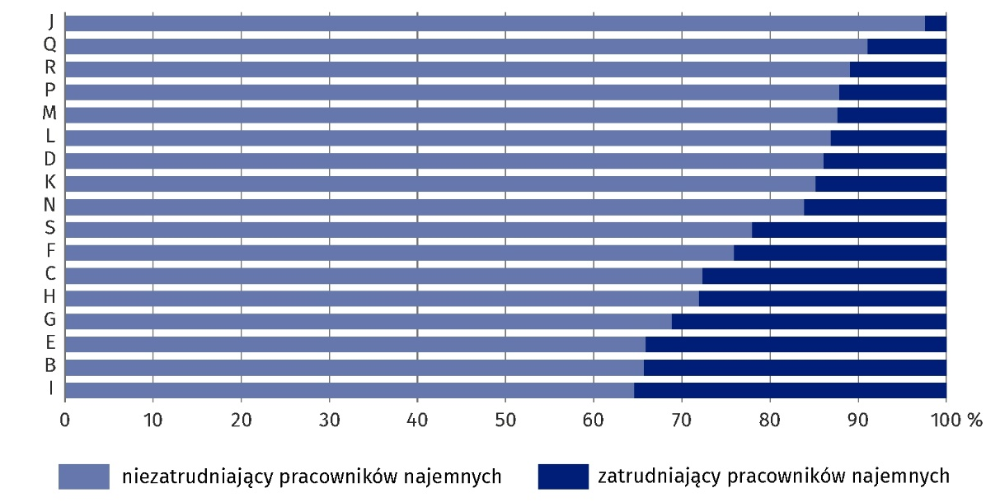 J
Q
R
P
M
L
D
K
N
S
F
C
H
G
E
B
I
0 10 20 30 40 50 60 70 80 90 100 %
niezatrudniający pracowników najemnych zatrudniający pracowników najemnych